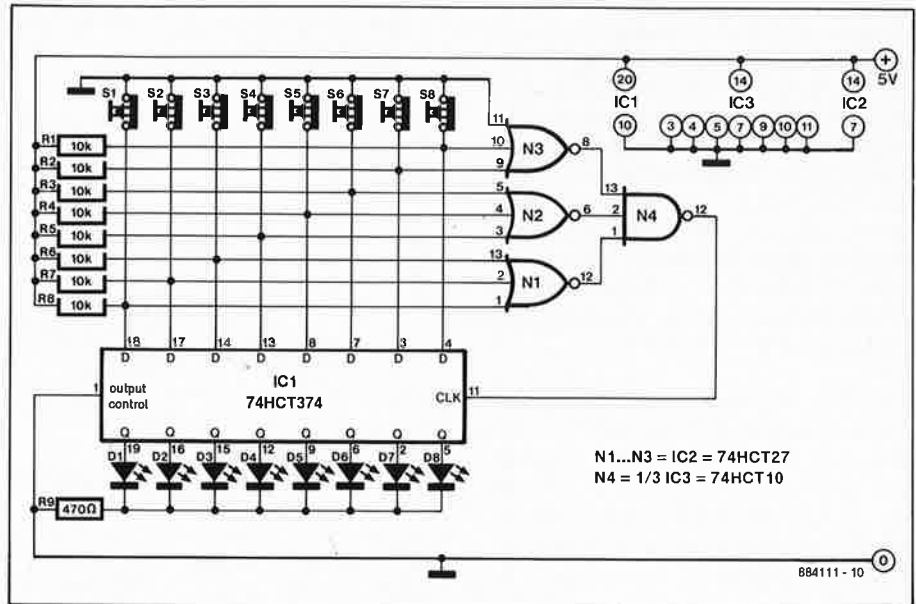 S1 S2 S3 S4 S5 S6 S7 S8
+
5V
20 14 14
IC1 IC3 IC2
10 3 4 5 7 9 10 11 7
R1 10k
R2 10k
R3 10k
R4 10k
R5 10k
R6 10k
R7 10k
R8 10k
11
10 N3 8
9
5
4 N2 6
3
13
2 N1 12
1
13
2 N4 12
1
18 17 14 13 8 7 3 4
D D D D D D D D
1 output
control
IC1
74HCT374
CLK 11
Q Q Q Q Q Q Q Q
19 16 15 12 9 6 2 5
D1 D2 D3 D4 D5 D6 D7 D8
R9 470Ω
N1...N3 = IC2 = 74HCT27
N4 = 1/3 IC3 = 74HCT10
0
884111 - 10